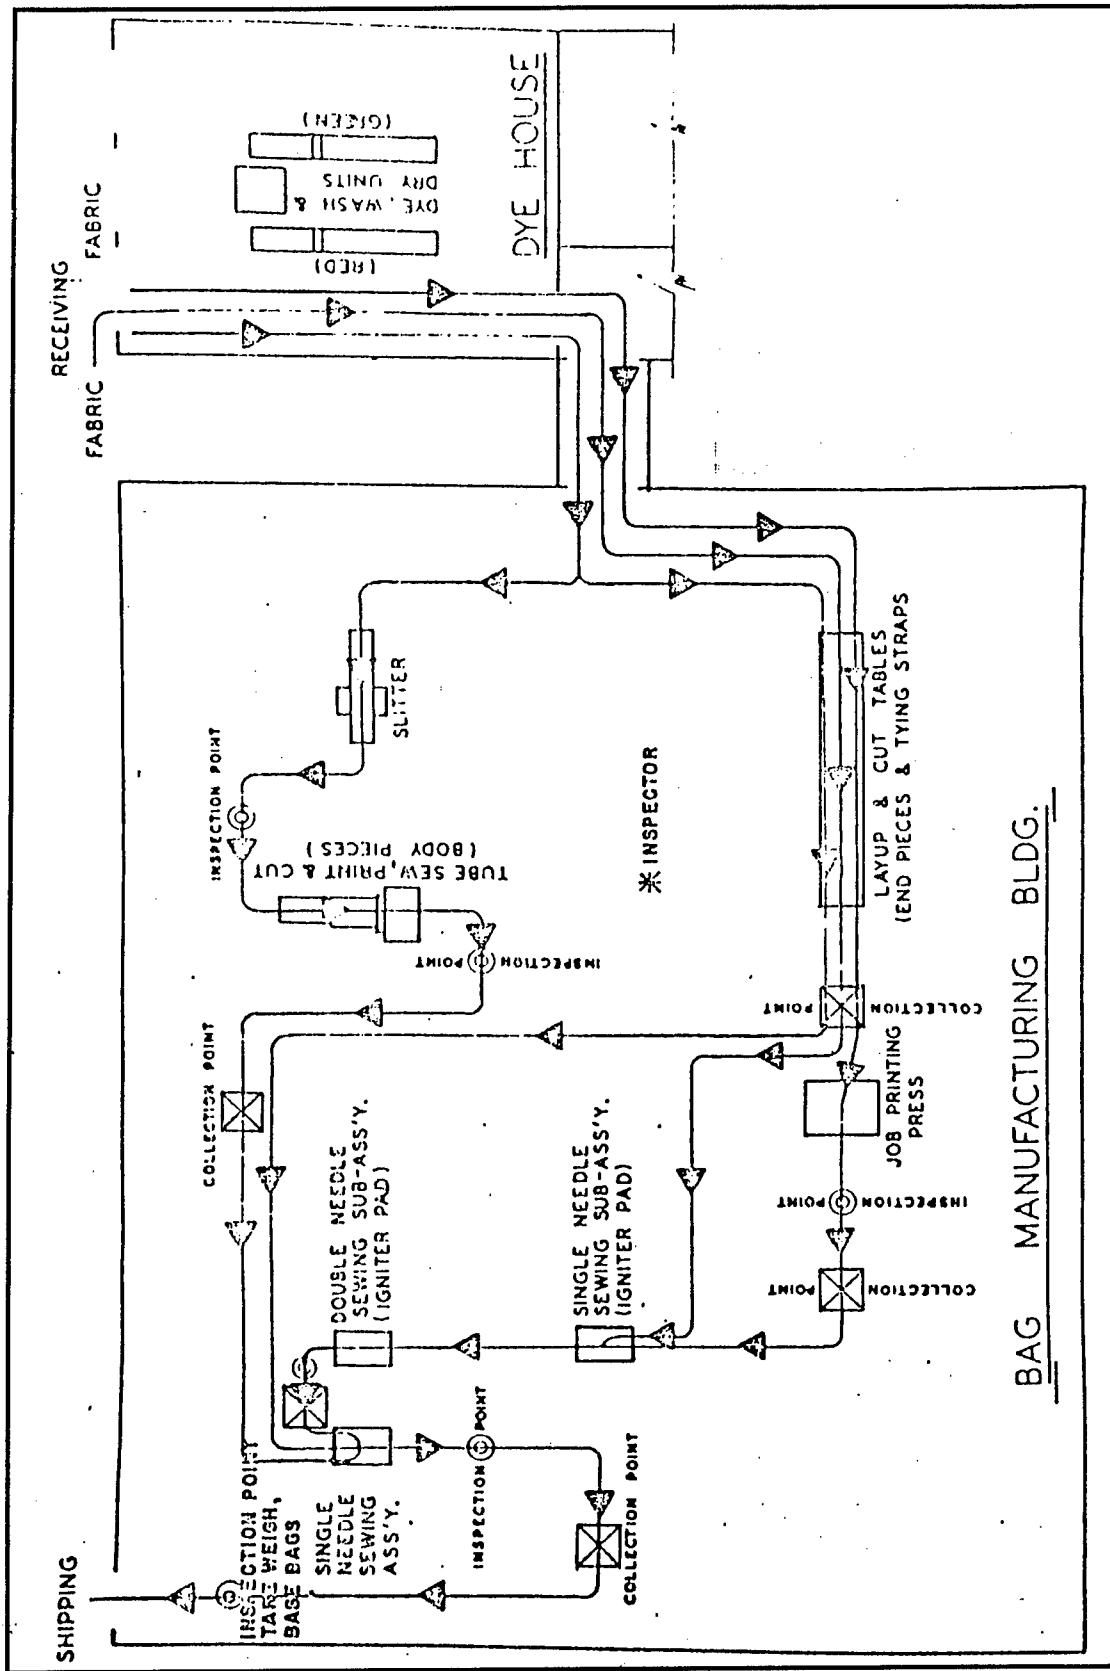 RECEIVING
FABRIC
FABRIC
(GREEN)
DYE, WASH &
DRY UNITS
(RED)
DYE HOUSE
SLITTER
INSPECTION POINT
TUBE SEW, PRINT & CUT
(BODY PIECES)
INSPECTION
POINT
COLLECTION POINT
INSPECTOR
LAYUP & CUT TABLES
(END PIECES & TYING STRAPS
COLLECTION
POINT
JOB PRINTING
PRESS
INSPECTION
POINT
COLLECTION
POINT
SINGLE NEEDLE
SEWING SUB-ASS'Y.
(IGNITER PAD)
DOUBLE NEEDLE
SEWING SUB-ASS'Y.
(IGNITER PAD)
SINGLE
NEEDLE
SEWING
ASS'Y.
INSPECTION POINT
COLLECTION POINT
INSPECTION POINT
TARE WEIGH,
BASE BAGS
SHIPPING
BAG MANUFACTURING BLDG.